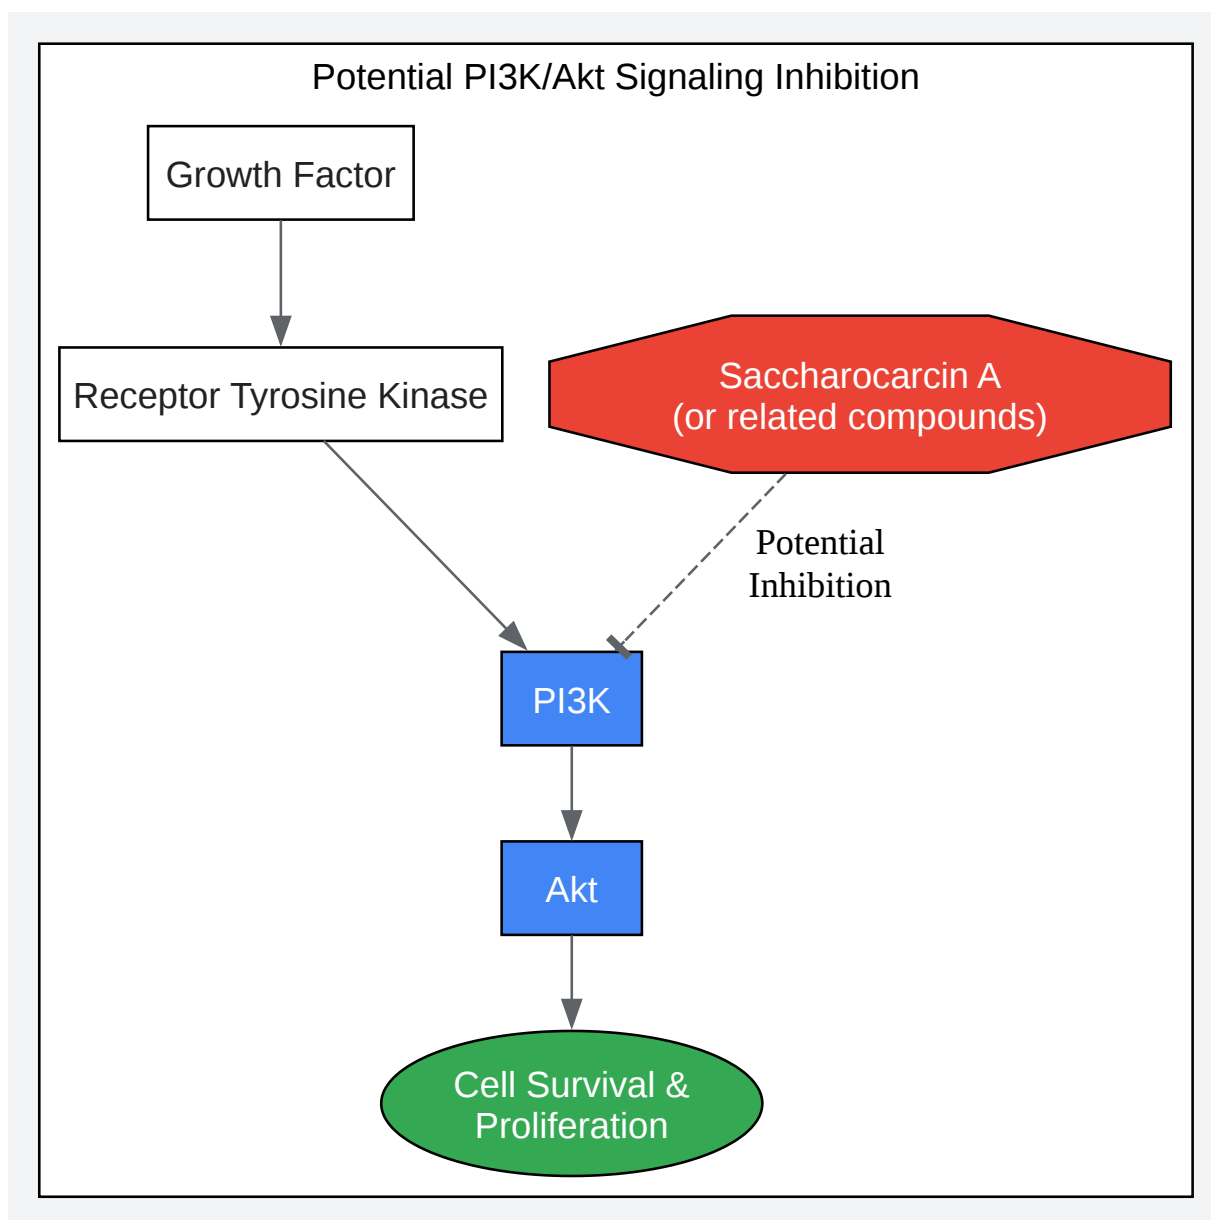 Potential PI3K/Akt Signaling Inhibition
Growth Factor
Receptor Tyrosine Kinase
Saccharocarcin A
(or related compounds)
Potential
Inhibition
PI3K
Akt
Cell Survival &
Proliferation